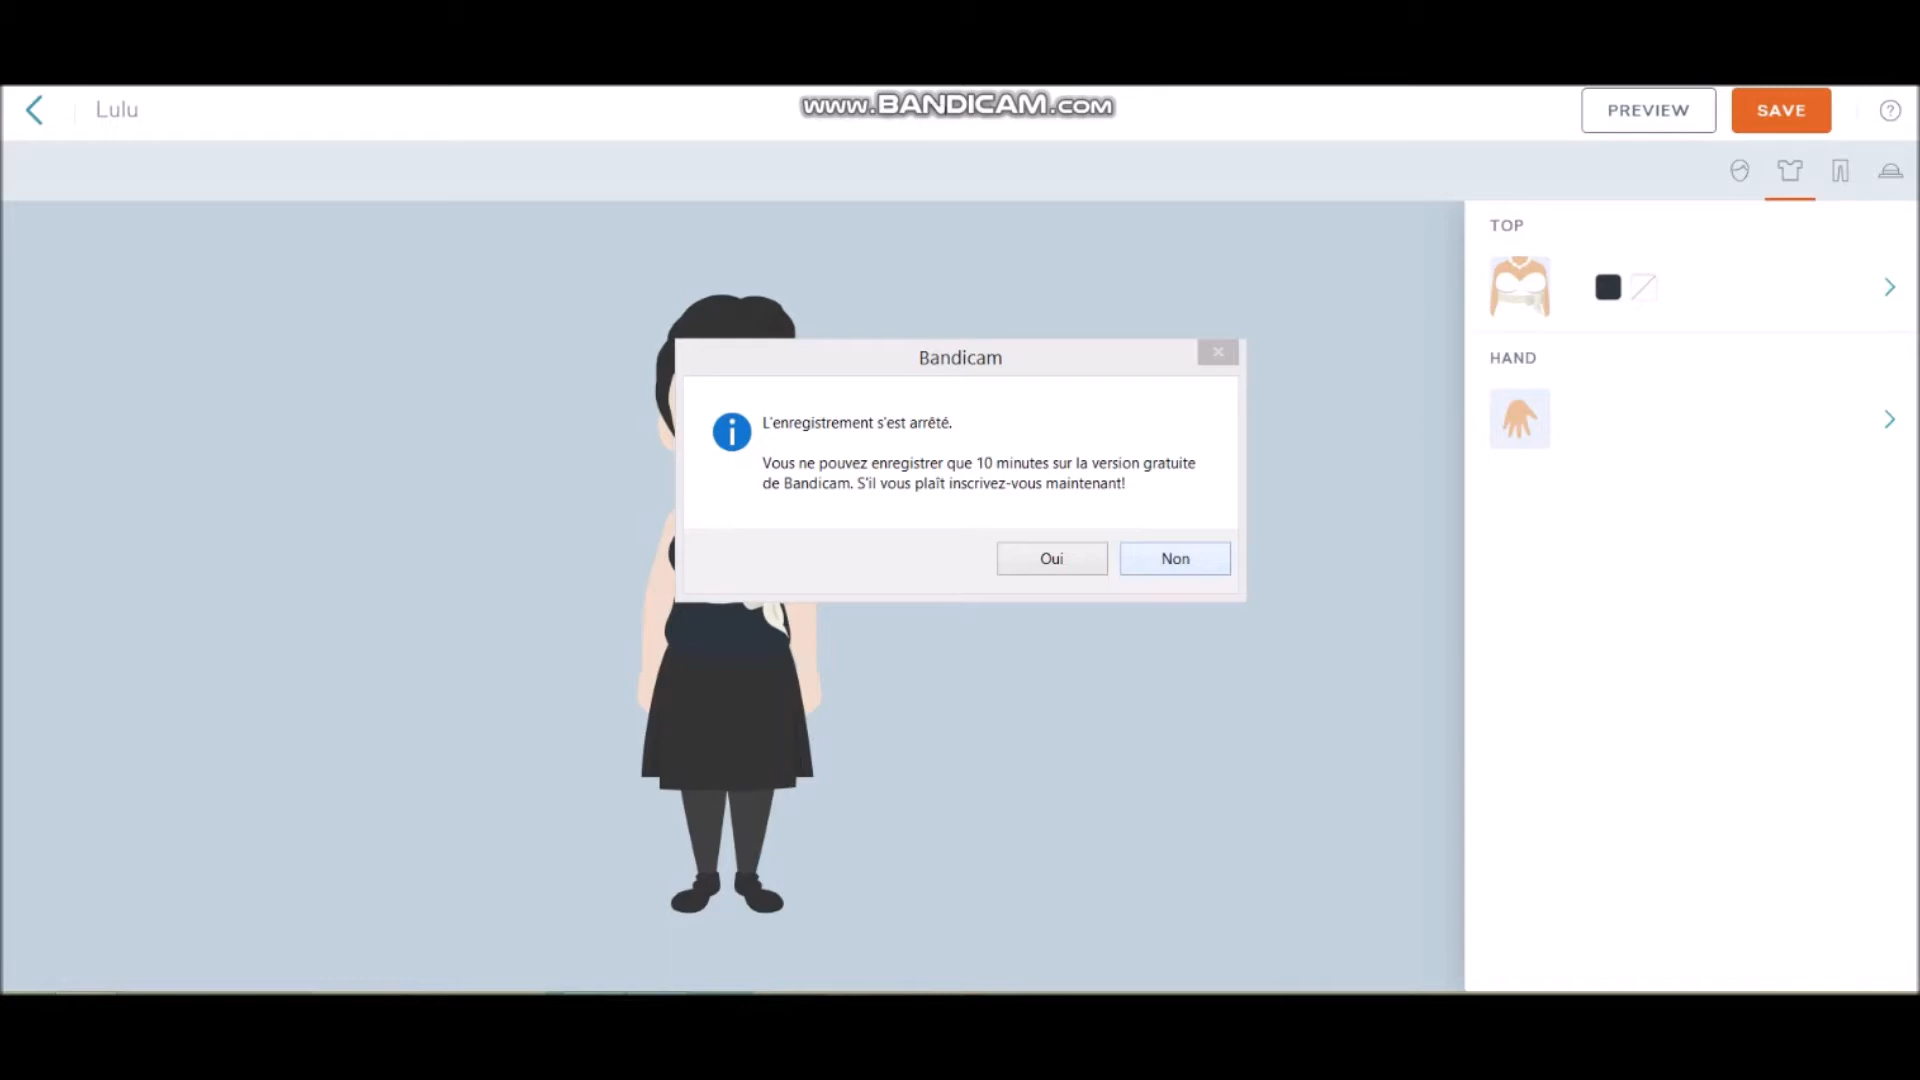 Lulu
www.BANDICAM.com
PREVIEW
SAVE
?
TOP
HAND
Bandicam
L'enregistrement s'est arrêté.
Vous ne pouvez enregistrer que 10 minutes sur la version gratuite
de Bandicam. S'il vous plaît inscrivez-vous maintenant!
Oui
Non